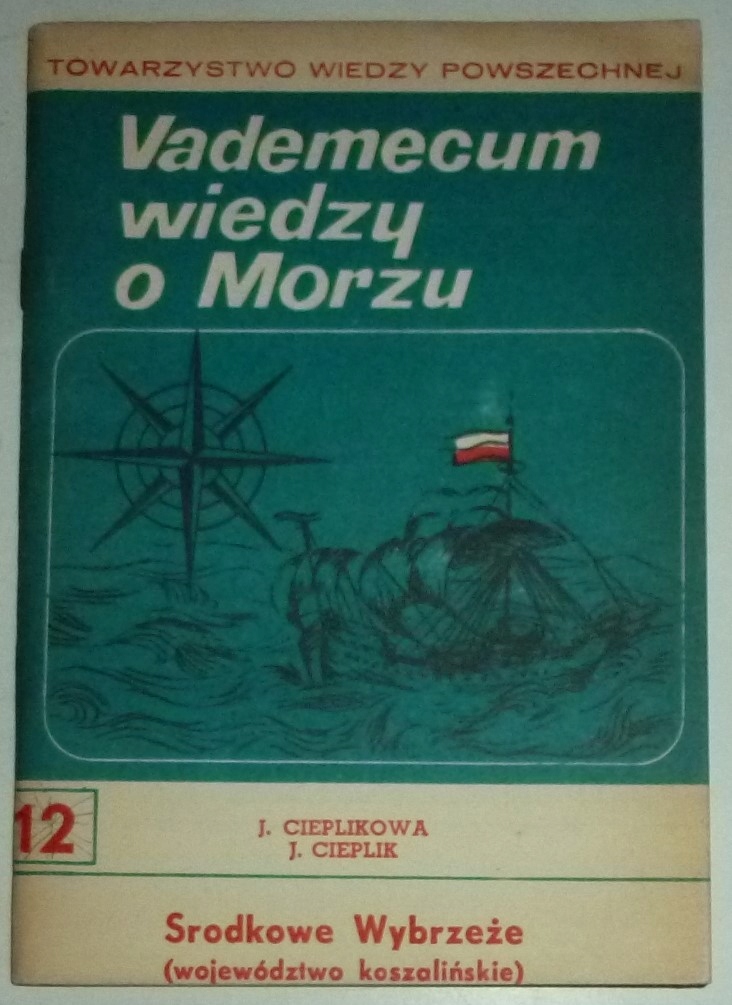 TOWARZYSTWO WIEDZY POWSZECHNEJ
Vademecum
wiedzy
o Morzu
12
J. CIEPLIKOWA
J. CIEPLIK
Srodkowe Wybrzeże
(województwo koszalińskie)